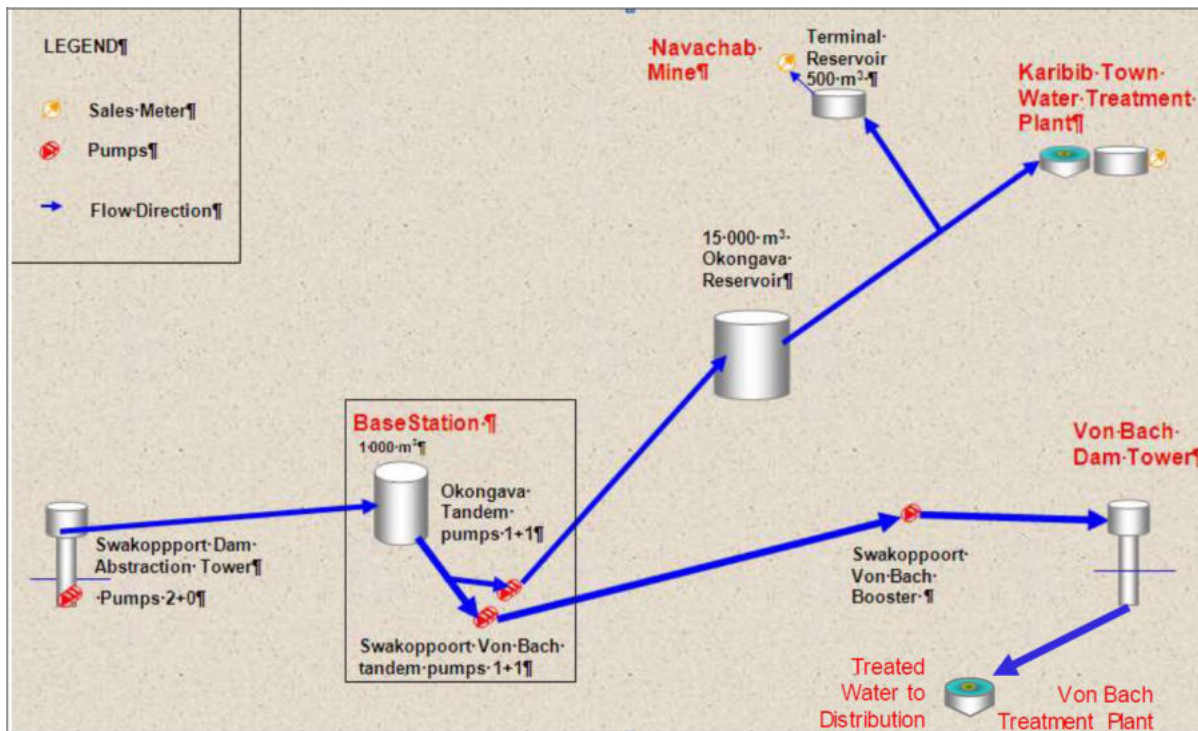 LEGEND¶
Sales·Meter¶
Pumps¶
Flow·Direction¶
·Navachab·
Mine¶
Terminal·
Reservoir
500·m³·¶
Karibib·Town·
Water·Treatment·
Plant¶
15·000·m³·
Okongava·
Reservoir¶
BaseStation·¶
1·000·m³¶
Okongava·
Tandem·
pumps·1+1¶
Swakoppport·Dam·
Abstraction·Tower¶
·Pumps·2+0¶
Swakoppoort·Von·Bach·
tandem·pumps·1+1¶
Swakoppoort·
Von·Bach·
Booster·¶
Von·Bach·
Dam·Tower¶
Treated
Water to
Distribution
Von Bach
Treatment Plant